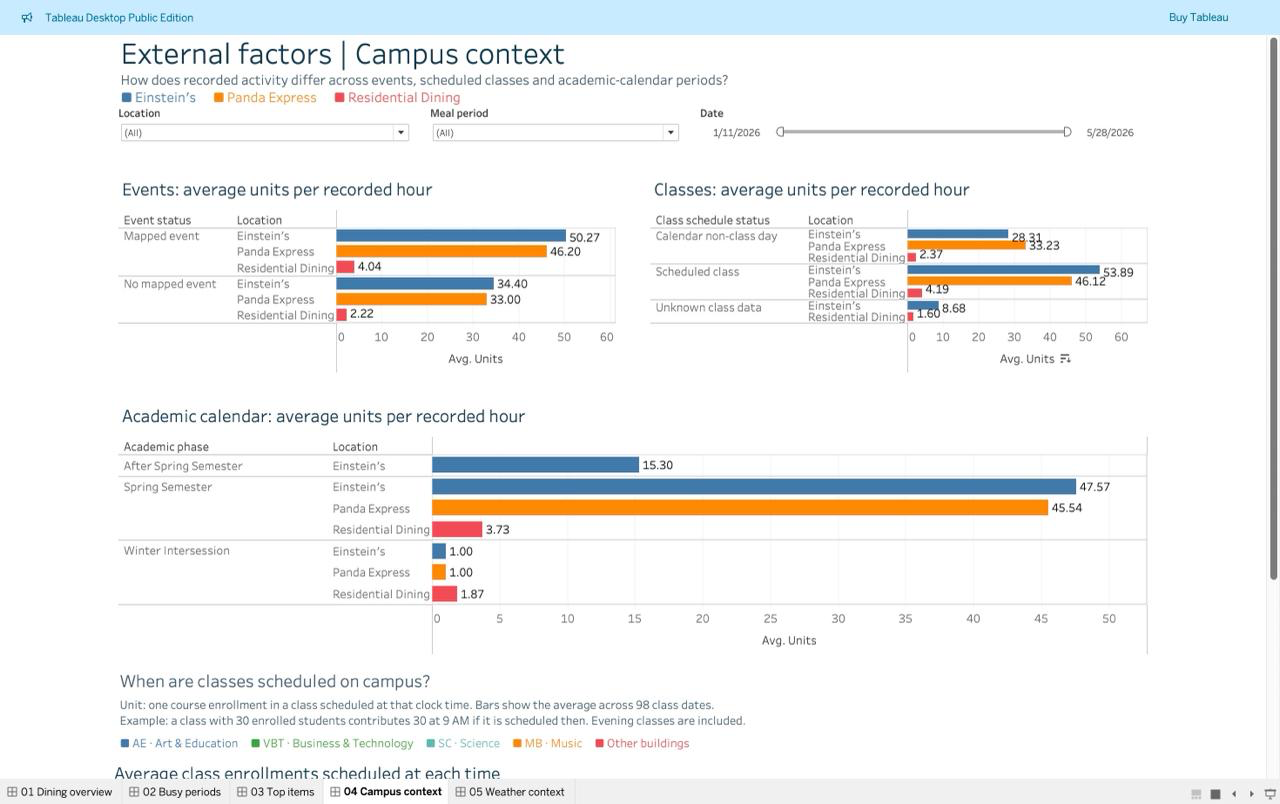 Tableau Desktop Public Edition
Buy Tableau
External factors | Campus context
How does recorded activity differ across events, scheduled classes and academic-calendar periods?
Einstein's Panda Express Residential Dining
Location Meal period Date
(All) (All) 1/11/2026 5/28/2026
Events: average units per recorded hour
Event status Location
Mapped event Einstein's 50.27
Panda Express 46.20
Residential Dining 4.04
No mapped event Einstein's 34.40
Panda Express 33.00
Residential Dining 2.22
0 10 20 30 40 50 60
Avg. Units
Classes: average units per recorded hour
Class schedule status Location
Calendar non-class day Einstein's 28.31
Panda Express 33.23
Residential Dining 2.37
Scheduled class Einstein's 53.89
Panda Express 46.12
Residential Dining 4.19
Unknown class data Einstein's 8.68
Residential Dining 1.60
0 10 20 30 40 50 60
Avg. Units
Academic calendar: average units per recorded hour
Academic phase Location
After Spring Semester Einstein's 15.30
Spring Semester Einstein's 47.57
Panda Express 45.54
Residential Dining 3.73
Winter Intersession Einstein's 1.00
Panda Express 1.00
Residential Dining 1.87
0 5 10 15 20 25 30 35 40 45 50
Avg. Units
When are classes scheduled on campus?
Unit: one course enrollment in a class scheduled at that clock time. Bars show the average across 98 class dates.
Example: a class with 30 enrolled students contributes 30 at 9 AM if it is scheduled then. Evening classes are included.
AE · Art & Education VBT · Business & Technology SC · Science MB · Music Other buildings
Average class enrollments scheduled at each time
01 Dining overview 02 Busy periods 03 Top items 04 Campus context 05 Weather context